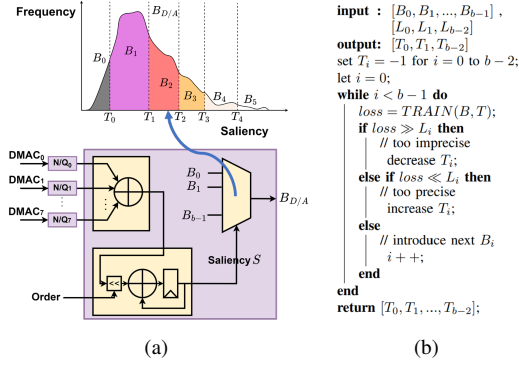 Frequency
B_{D/A}
B_0
B_1
B_2
B_3
B_4
B_5
T_0
T_1
T_2
T_3
T_4
Saliency
DMAC_0
N/Q_0
DMAC_1
N/Q_1
DMAC_7
N/Q_7
B_0
B_1
B_{b-1}
B_{D/A}
Saliency S
<<
Order
(a)
input : [B_0, B_1, ..., B_{b-1}] ,
[L_0, L_1, L_{b-2}]
output: [T_0, T_1, T_{b-2}]
set T_i = −1 for i = 0 to b − 2;
let i = 0;
while i < b − 1 do
loss = TRAIN(B, T);
if loss ≫ L_i then
// too imprecise
decrease T_i;
else if loss ≪ L_i then
// too precise
increase T_i;
else
// introduce next B_i
i + +;
end
end
return [T_0, T_1, ..., T_{b-2}];
(b)